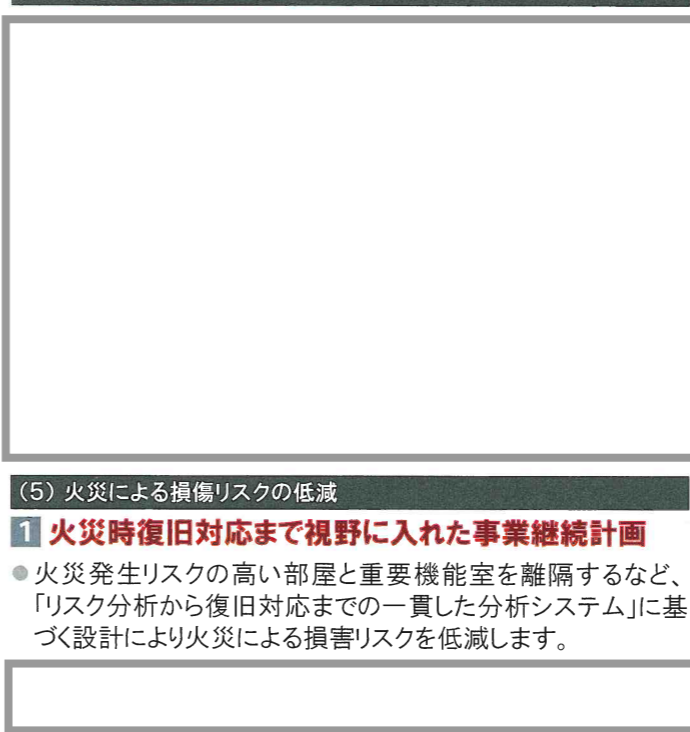 (5) 火災による損傷リスクの低減
1 火災時復旧対応まで視野に入れた事業継続計画
●火災発生リスクの高い部屋と重要機能室を離隔するなど、
「リスク分析から復旧対応までの一貫した分析システム」に基
づく設計により火災による損害リスクを低減します。